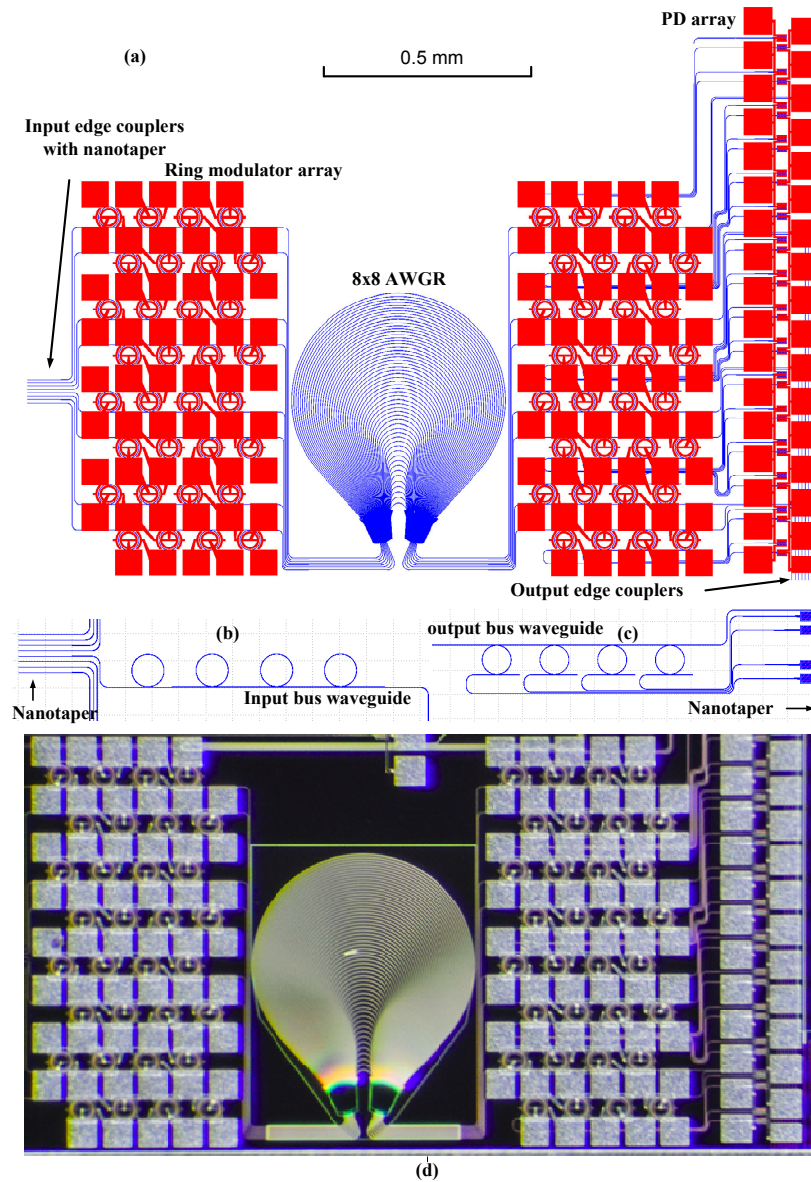 PD array
(a)
0.5 mm
Input edge couplers
with nanotaper
Ring modulator array
8x8 AWGR
Output edge couplers
(b)
(c)
output bus waveguide
Input bus waveguide
Nanotaper
Nanotaper
(d)